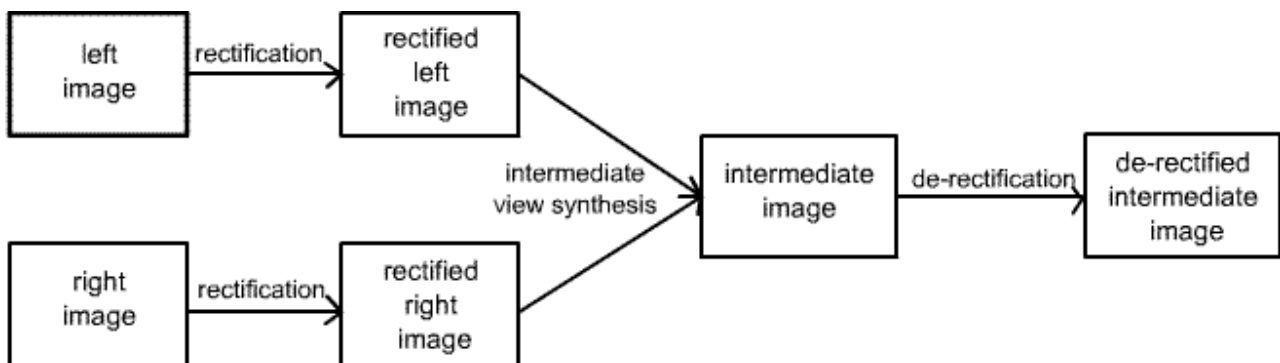 left
image
rectification
rectified
left
image
intermediate
view synthesis
intermediate
image
de-rectification
de-rectified
intermediate
image
right
image
rectification
rectified
right
image